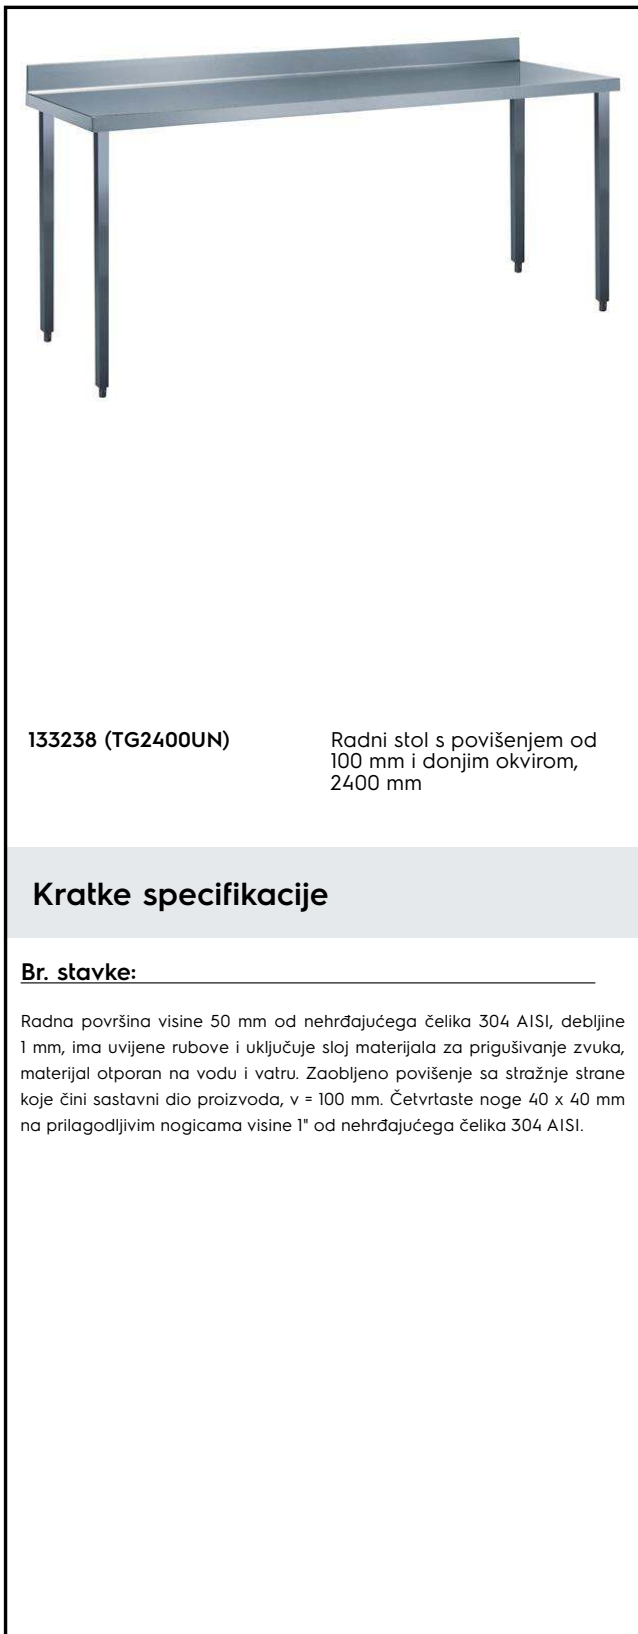 133238 (TG2400UN)
Radni stol s povišenjem od
100 mm i donjim okvirom,
2400 mm
Kratke specifikacije
Br. stavke:
Radna površina visine 50 mm od nehrđajućega čelika 304 AISI, debljine
1 mm, ima uvijene rubove i uključuje sloj materijala za prigušivanje zvuka,
materijal otporan na vodu i vatru. Zaobljeno povišenje sa stražnje strane
koje čini sastavni dio proizvoda, v = 100 mm. Četvrtaste noge 40 x 40 mm
na prilagodljivim nogicama visine 1" od nehrđajućega čelika 304 AISI.